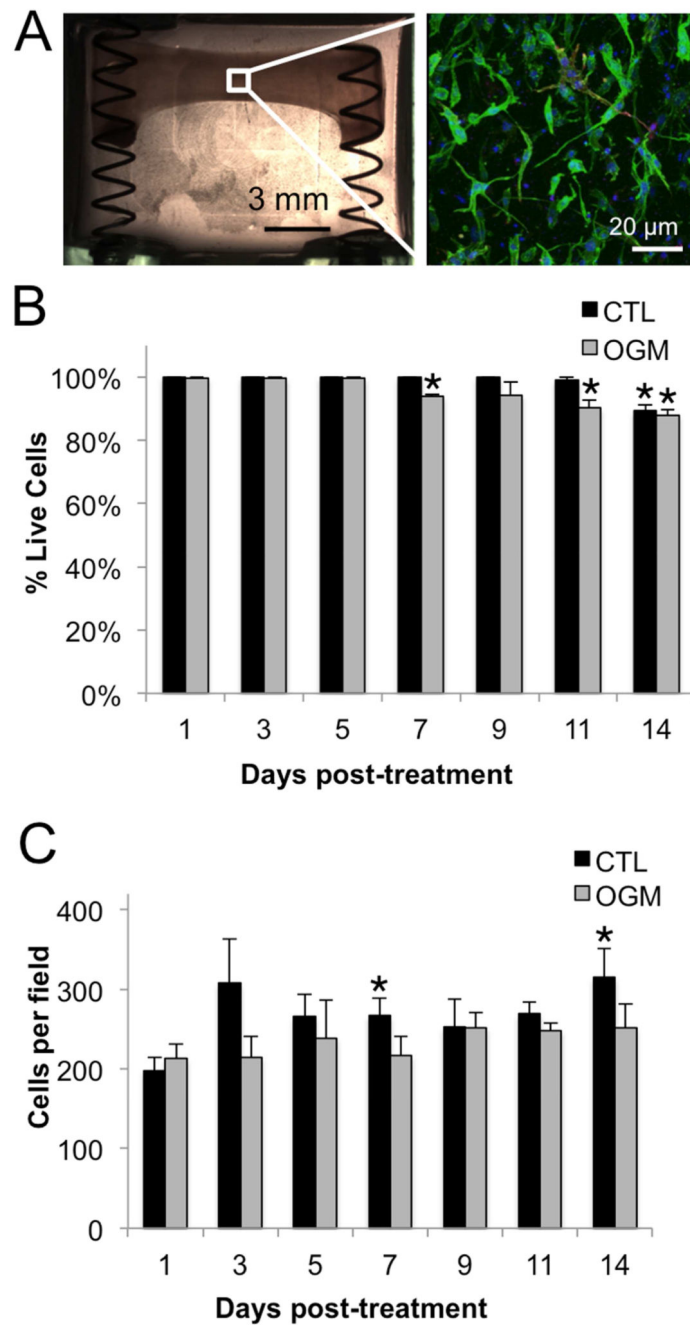 A
3 mm
20 µm
B
CTL
OGM
100%
80%
60%
40%
20%
0%
% Live Cells
*
*
* *
1 3 5 7 9 11 14
Days post-treatment
C
CTL
OGM
400
300
200
100
0
Cells per field
*
*
1 3 5 7 9 11 14
Days post-treatment